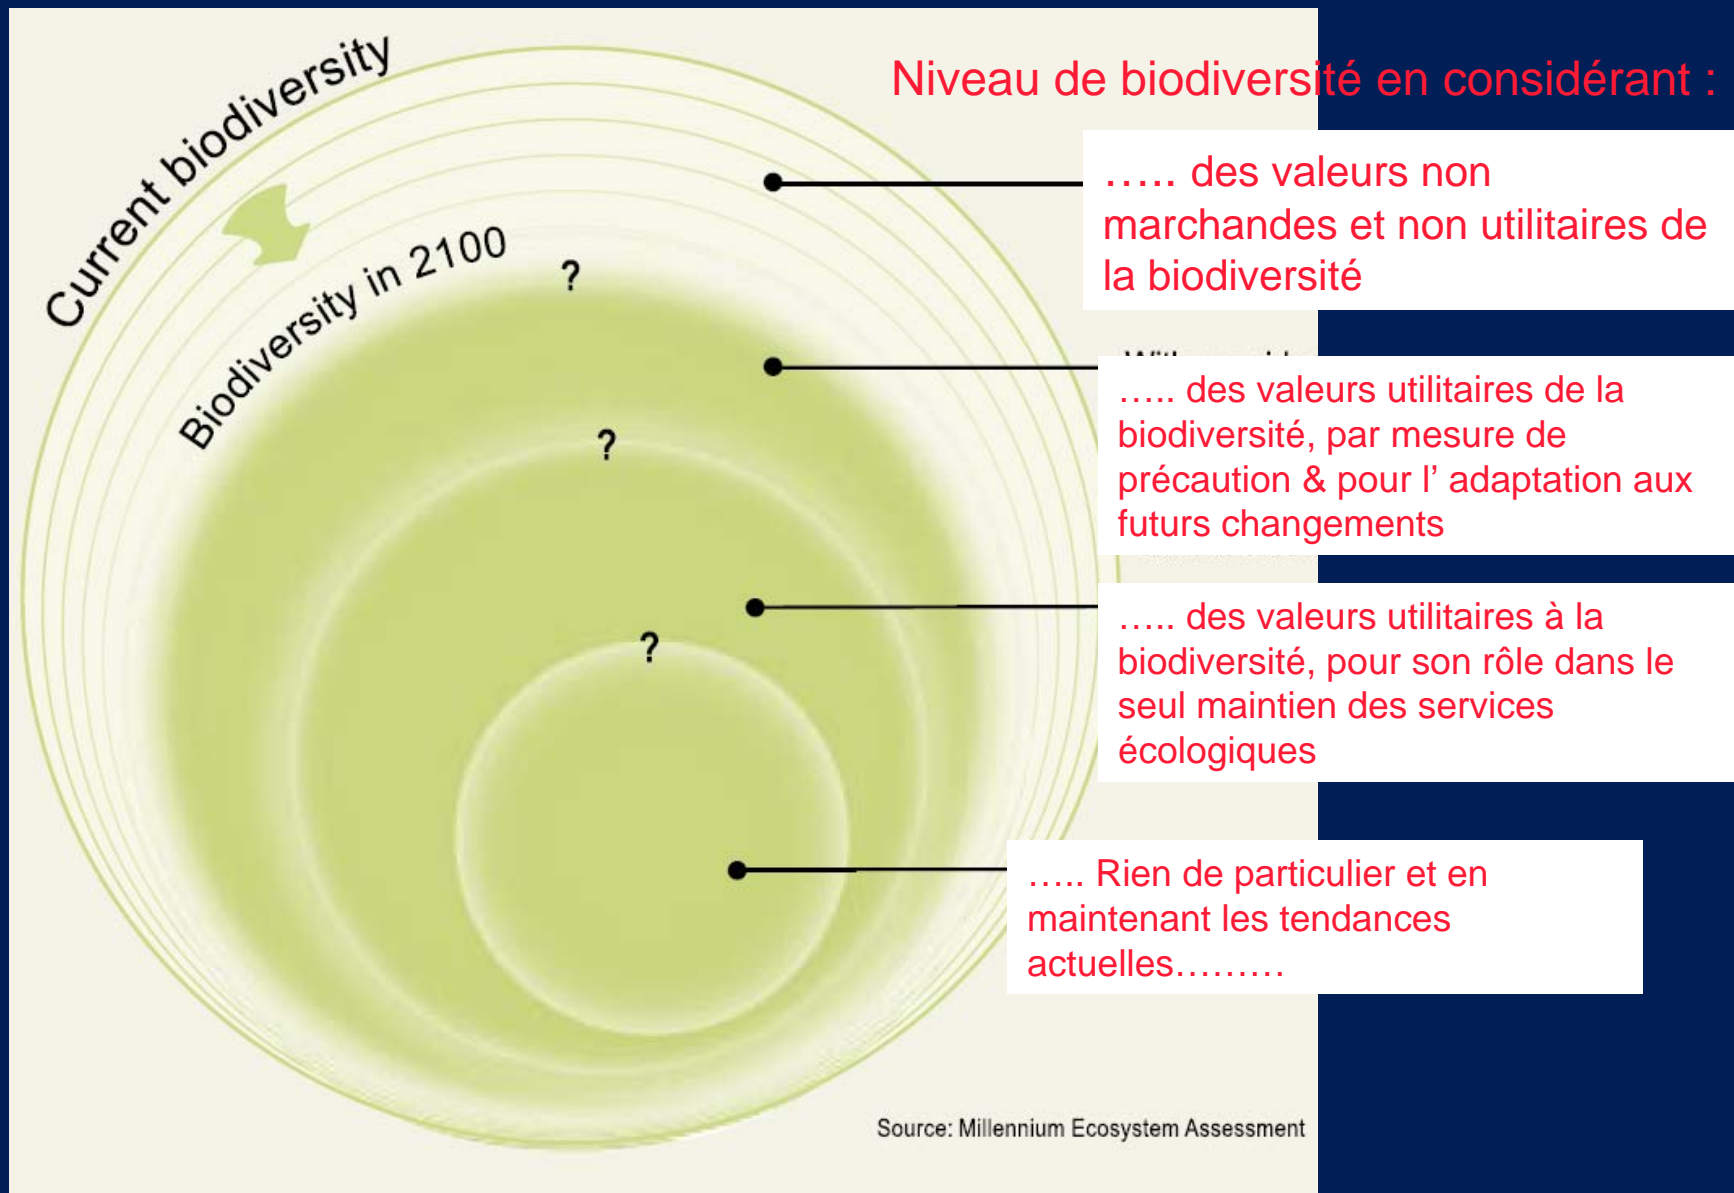 Niveau de biodiversité en considérant :
Current biodiversity
Biodiversity in 2100
?
?
?
….. des valeurs non
marchandes et non utilitaires de
la biodiversité
….. des valeurs utilitaires de la
biodiversité, par mesure de
précaution & pour l’ adaptation aux
futurs changements
….. des valeurs utilitaires à la
biodiversité, pour son rôle dans le
seul maintien des services
écologiques
….. Rien de particulier et en
maintenant les tendances
actuelles………
Source: Millennium Ecosystem Assessment